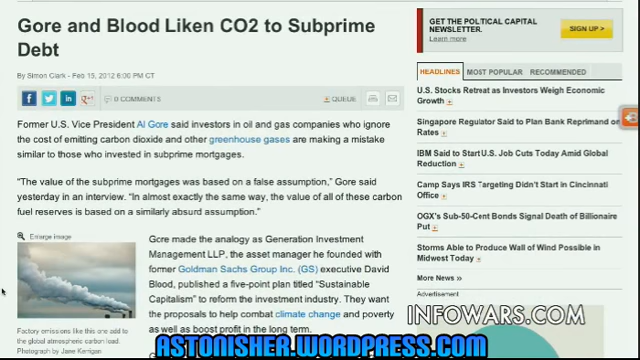 Gore and Blood Liken CO2 to Subprime
Debt
By Simon Clark - Feb 15, 2012 6:00 PM CT
0 COMMENTS
QUEUE
Former U.S. Vice President Al Gore said investors in oil and gas companies who ignore
the cost of emitting carbon dioxide and other greenhouse gases are making a mistake
similar to those who invested in subprime mortgages.
“The value of the subprime mortgages was based on a false assumption,” Gore said
yesterday in an interview. “In almost exactly the same way, the value of all of these carbon
fuel reserves is based on a similarly absurd assumption.”
Enlarge image
Factory emissions like this one add to
the global atmospheric carbon load.
Photograph by Jane Kerrigan.
Gore made the analogy as Generation Investment
Management LLP, the asset manager he founded with
former Goldman Sachs Group Inc. (GS) executive David
Blood, published a five-point plan titled “Sustainable
Capitalism” to reform the investment industry. They want
the proposals to help combat climate change and poverty
as well as boost profit in the long term.
GET THE POLITICAL CAPITAL
NEWSLETTER.
Learn more
SIGN UP >
HEADLINES MOST POPULAR RECOMMENDED
U.S. Stocks Retreat as Investors Weigh Economic
Growth
Singapore Regulator Said to Plan Bank Reprimand on
Rates
IBM Said to Start U.S. Job Cuts Today Amid Global
Reduction
Camp Says IRS Targeting Didn't Start in Cincinnati
Office
OGX's Sub-50-Cent Bonds Signal Death of Billionaire
Put
Storms Able to Produce Wall of Wind Possible in
Midwest Today
More News »
Advertisement
INFOWARS.COM
ASTONISHER.WORDPRESS.COM